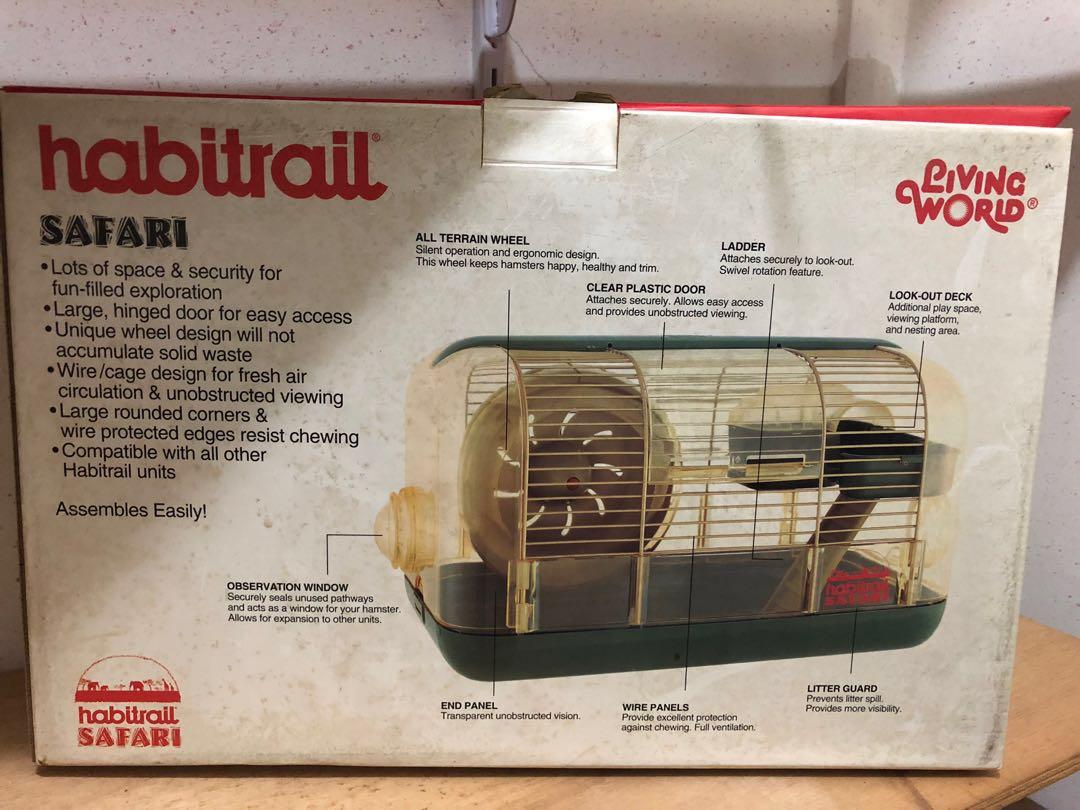 habitrail®
SAFARI
• Lots of space & security for
fun-filled exploration
• Large, hinged door for easy access
• Unique wheel design will not
accumulate solid waste
• Wire/cage design for fresh air
circulation & unobstructed viewing
• Large rounded corners &
wire protected edges resist chewing
• Compatible with all other
Habitrail units
Assembles Easily!
LIVING
WORLD®
ALL TERRAIN WHEEL
Silent operation and ergonomic design.
This wheel keeps hamsters happy, healthy and trim.
LADDER
Attaches securely to look-out.
Swivel rotation feature.
CLEAR PLASTIC DOOR
Attaches securely. Allows easy access
and provides unobstructed viewing.
LOOK-OUT DECK
Additional play space,
viewing platform,
and nesting area.
OBSERVATION WINDOW
Securely seals unused pathways
and acts as a window for your hamster.
Allows for expansion to other units.
habitrail
SAFARI
END PANEL
Transparent unobstructed vision.
WIRE PANELS
Provide excellent protection
against chewing. Full ventilation.
LITTER GUARD
Prevents litter spill.
Provides more visibility.
habitrail
SAFARI